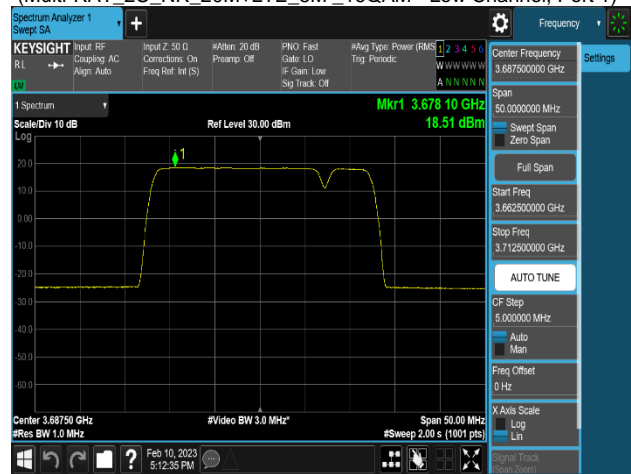 Spectrum Analyzer 1
Swept SA
Frequency
KEYSIGHT
R L
Input: RF
Coupling: AC
Align: Auto
Input Z: 50 Ω
Corrections: On
Freq Ref: Int (S)
#Atten: 20 dB
Preamp: Off
PNO: Fast
Gate: LO
IF Gain: Low
Sig Track: Off
#Avg Type: Power (RMS
Trig: Periodic
1 2 3 4 5 6
W W W W W W
A N N N N N
1 Spectrum
Scale/Div 10 dB
Log
Ref Level 30.00 dBm
Mkr1 3.678 10 GHz
18.51 dBm
1
20.0
10.0
0.00
-10.0
-20.0
-30.0
-40.0
-50.0
-60.0
Center 3.68750 GHz
#Res BW 1.0 MHz
#Video BW 3.0 MHz*
Span 50.00 MHz
#Sweep 2.00 s (1001 pts)
Feb 10, 2023
5:12:35 PM
Center Frequency
3.687500000 GHz
Span
50.0000000 MHz
Swept Span
Zero Span
Full Span
Start Freq
3.662500000 GHz
Stop Freq
3.712500000 GHz
AUTO TUNE
CF Step
5.000000 MHz
Auto
Man
Freq Offset
0 Hz
X Axis Scale
Log
Lin
Signal Track
(Span Zoom)
Settings